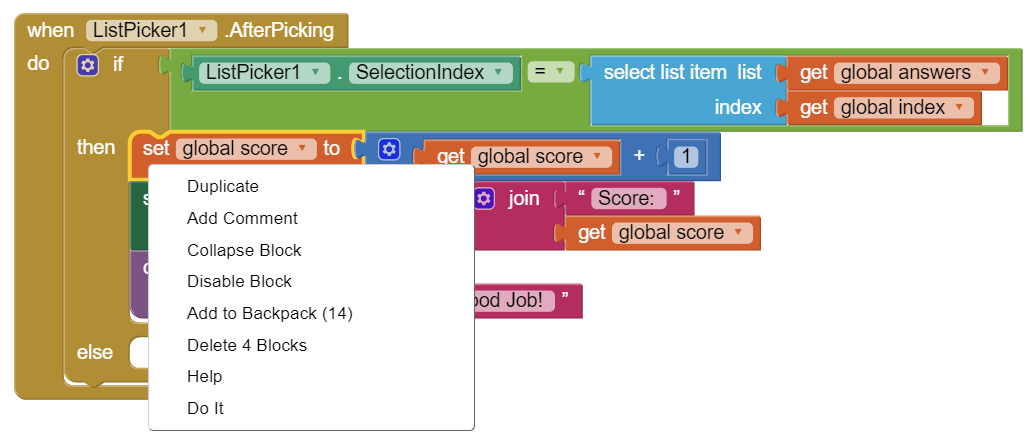 when ListPicker1 .AfterPicking
do if ListPicker1 . SelectionIndex = select list item list get global answers
index get global index
then set global score to get global score + 1
join “ Score: ”
get global score
Job! ”
else
Duplicate
Add Comment
Collapse Block
Disable Block
Add to Backpack (14)
Delete 4 Blocks
Help
Do It